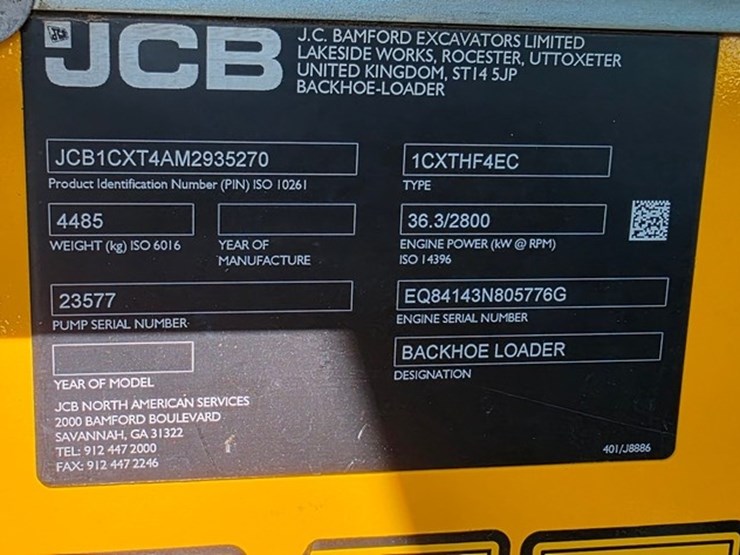 JCB
J.C. BAMFORD EXCAVATORS LIMITED
LAKESIDE WORKS, ROCESTER, UTTOXETER
UNITED KINGDOM, ST14 5JP
BACKHOE-LOADER
JCB1CXT4AM2935270
Product Identification Number (PIN) ISO 10261
1CXTHF4EC
TYPE
4485
WEIGHT (kg) ISO 6016
YEAR OF
MANUFACTURE
36.3/2800
ENGINE POWER (kW @ RPM)
ISO 14396
23577
PUMP SERIAL NUMBER
EQ84143N805776G
ENGINE SERIAL NUMBER
YEAR OF MODEL
BACKHOE LOADER
DESIGNATION
JCB NORTH AMERICAN SERVICES
2000 BAMFORD BOULEVARD
SAVANNAH, GA 31322
TEL: 912 447 2000
FAX: 912 447 2246
401/J8886